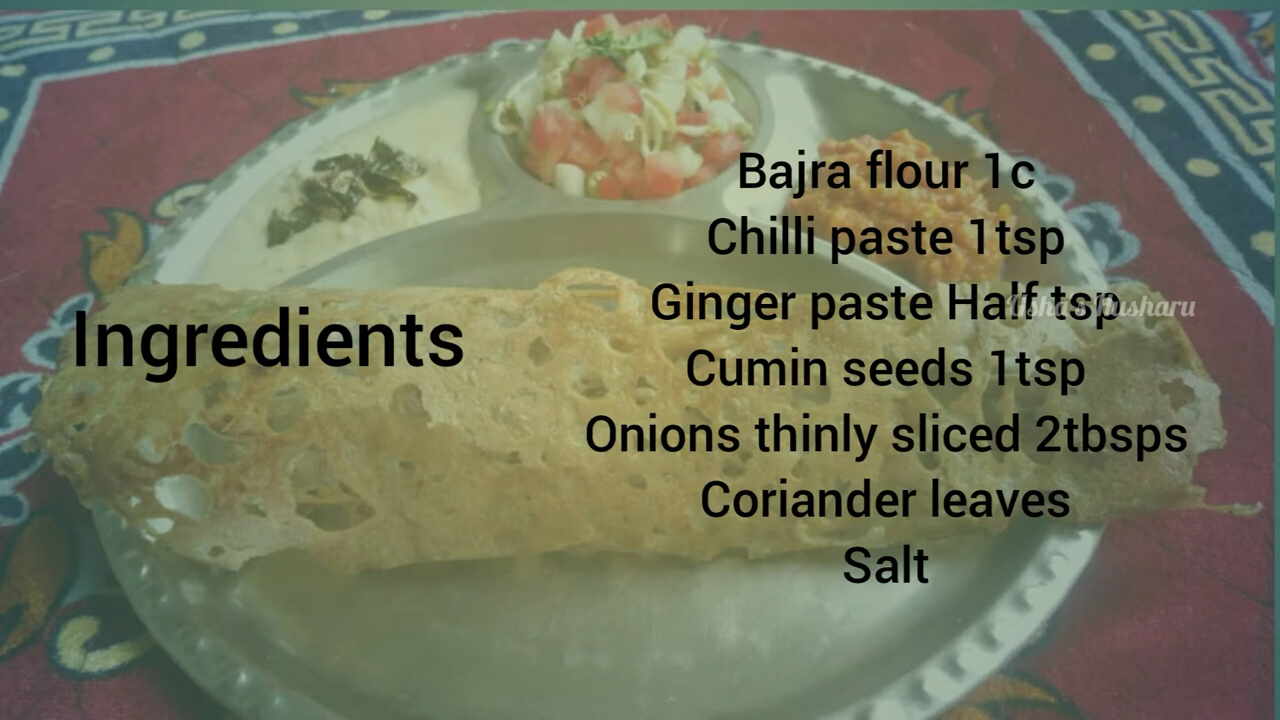 Ingredients
Bajra flour 1c
Chilli paste 1tsp
Ginger paste Half tsp
Cumin seeds 1tsp
Onions thinly sliced 2tbsps
Coriander leaves
Salt